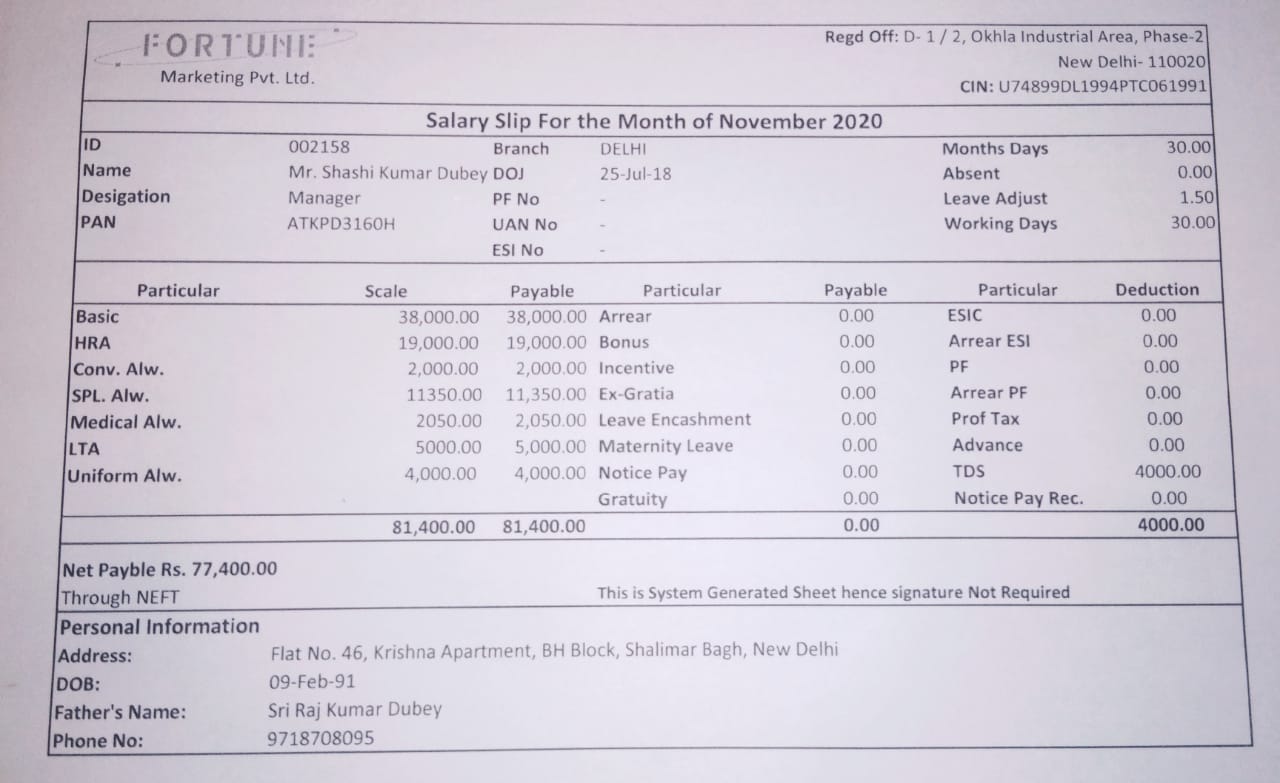 FORTUNE
Marketing Pvt. Ltd.
Regd Off: D- 1 / 2, Okhla Industrial Area, Phase-2
New Delhi- 110020
CIN: U74899DL1994PTC061991
Salary Slip For the Month of November 2020
ID 002158 Branch DELHI Months Days 30.00
Name Mr. Shashi Kumar Dubey DOJ 25-Jul-18 Absent 0.00
Desigation Manager PF No - Leave Adjust 1.50
PAN ATKPD3160H UAN No - Working Days 30.00
ESI No -
Particular Scale Payable Particular Payable Particular Deduction
Basic 38,000.00 38,000.00 Arrear 0.00 ESIC 0.00
HRA 19,000.00 19,000.00 Bonus 0.00 Arrear ESI 0.00
Conv. Alw. 2,000.00 2,000.00 Incentive 0.00 PF 0.00
SPL. Alw. 11350.00 11,350.00 Ex-Gratia 0.00 Arrear PF 0.00
Medical Alw. 2050.00 2,050.00 Leave Encashment 0.00 Prof Tax 0.00
LTA 5000.00 5,000.00 Maternity Leave 0.00 Advance 0.00
Uniform Alw. 4,000.00 4,000.00 Notice Pay 0.00 TDS 4000.00
Gratuity 0.00 Notice Pay Rec. 0.00
81,400.00 81,400.00 0.00 4000.00
Net Payble Rs. 77,400.00
Through NEFT This is System Generated Sheet hence signature Not Required
Personal Information
Address: Flat No. 46, Krishna Apartment, BH Block, Shalimar Bagh, New Delhi
DOB: 09-Feb-91
Father's Name: Sri Raj Kumar Dubey
Phone No: 9718708095